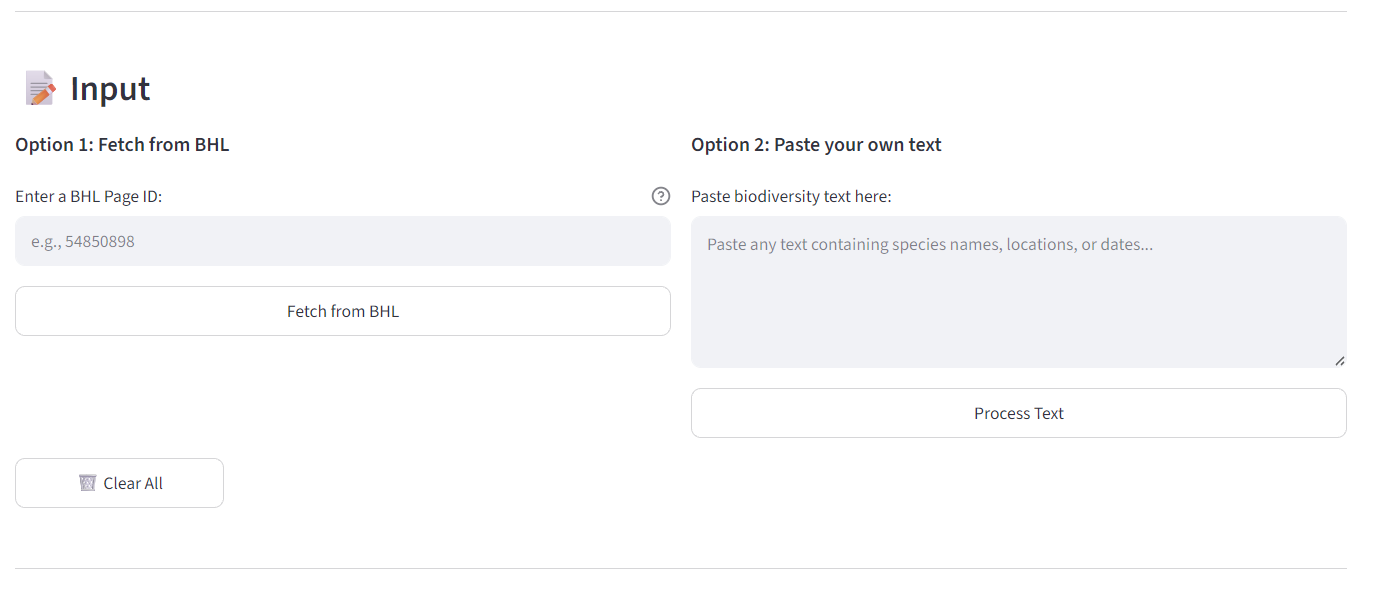 Input
Option 1: Fetch from BHL
Enter a BHL Page ID:
e.g., 54850898
Fetch from BHL
Option 2: Paste your own text
Paste biodiversity text here:
Paste any text containing species names, locations, or dates...
Process Text
Clear All